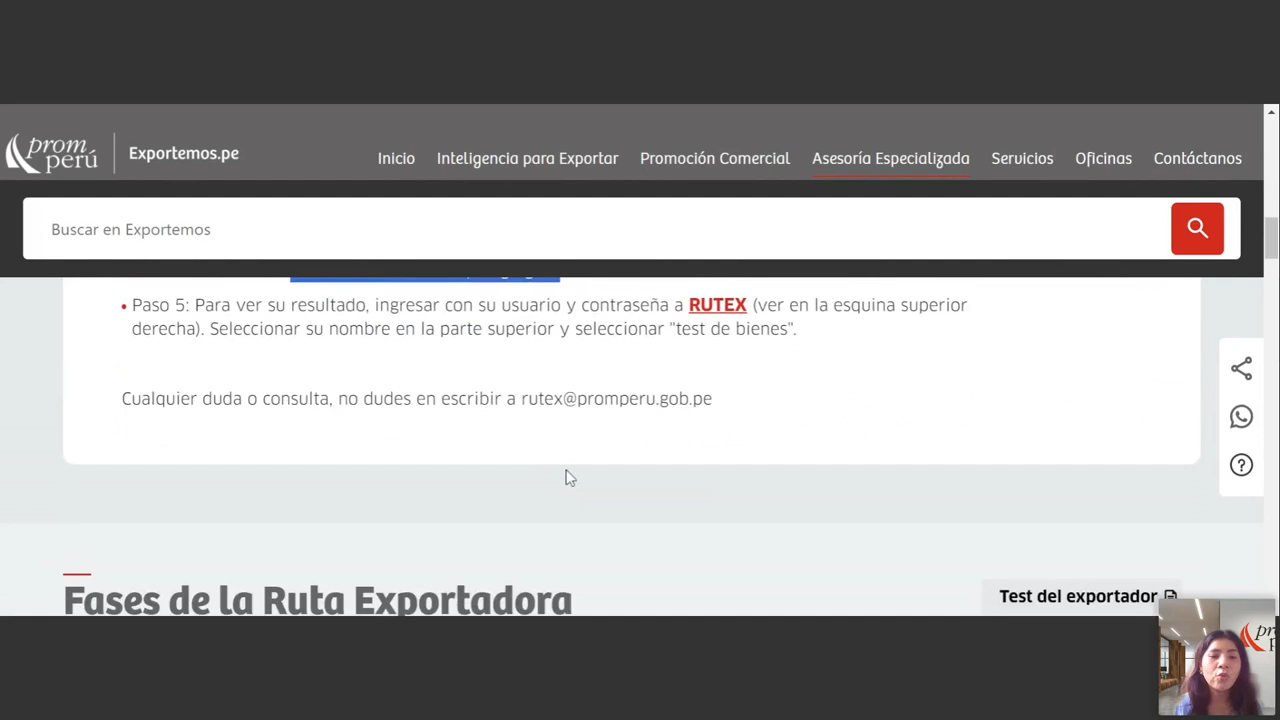 prom
perú
Exportemos.pe
Inicio
Inteligencia para Exportar
Promoción Comercial
Asesoría Especializada
Servicios
Oficinas
Contáctanos
Buscar en Exportemos
• Paso 5: Para ver su resultado, ingresar con su usuario y contraseña a RUTEX (ver en la esquina superior
derecha). Seleccionar su nombre en la parte superior y seleccionar "test de bienes".
Cualquier duda o consulta, no dudes en escribir a rutex@promperu.gob.pe
Fases de la Ruta Exportadora
Test del exportador